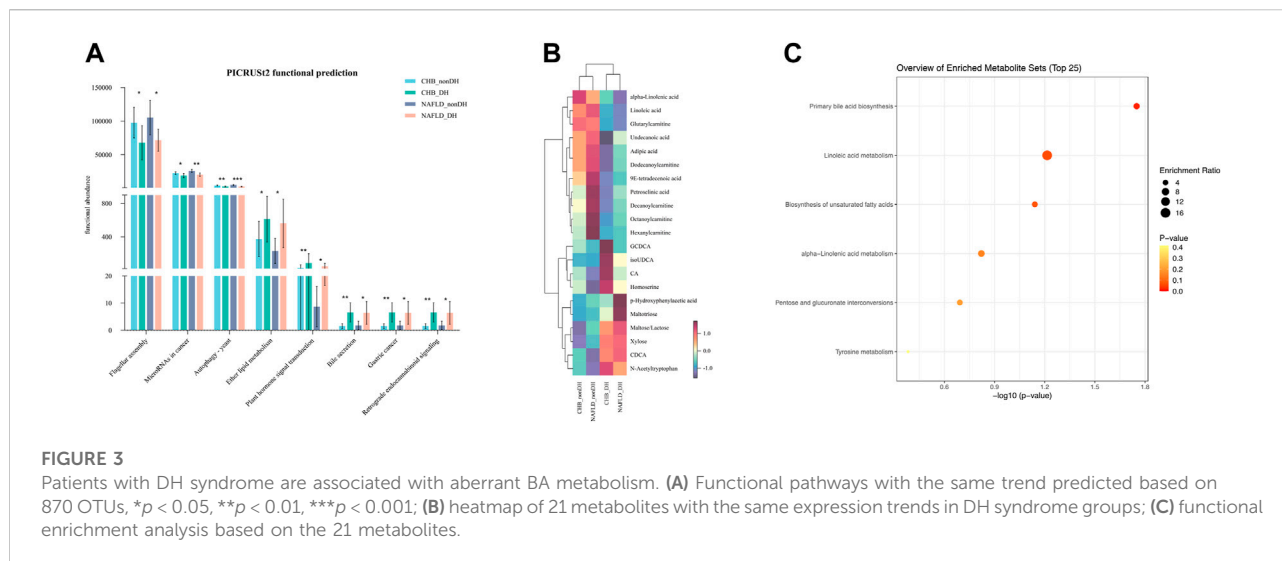 A
PICRUSt2 functional prediction
CHB_nonDH
CHB_DH
NAFLD_nonDH
NAFLD_DH
functional abundance
150000
100000
50000
800
400
20
10
0
* *
* **
** ***
* *
** *
** *
** *
** *
Flagellar assembly
MicroRNAs in cancer
Autophagy - yeast
Ether lipid metabolism
Plant hormone signal transduction
Bile secretion
Gastric cancer
Retrograde endocannabinoid signaling
B
alpha-Linolenic acid
Linoleic acid
Glutarylcarnitine
Undecanoic acid
Adipic acid
Dodecanoylcarnitine
9E-tetradecenoic acid
Petroselinic acid
Decanoylcarnitine
Octanoylcarnitine
Hexanylcarnitine
GCDCA
isoUDCA
CA
Homoserine
p-Hydroxyphenylacetic acid
Maltotriose
Maltose/Lactose
Xylose
CDCA
N-Acetyltryptophan
CHB_nonDH
NAFLD_nonDH
CHB_DH
NAFLD_DH
1.0
0.0
-1.0
C
Overview of Enriched Metabolite Sets (Top 25)
Primary bile acid biosynthesis
Linoleic acid metabolism
Biosynthesis of unsaturated fatty acids
alpha-Linolenic acid metabolism
Pentose and glucuronate interconversions
Tyrosine metabolism
0.6 0.9 1.2 1.5 1.8
−log10 (p-value)
Enrichment Ratio
4
8
12
16
P-value
0.4
0.3
0.2
0.1
0.0
FIGURE 3
Patients with DH syndrome are associated with aberrant BA metabolism. (A) Functional pathways with the same trend predicted based on
870 OTUs, *p < 0.05, **p < 0.01, ***p < 0.001; (B) heatmap of 21 metabolites with the same expression trends in DH syndrome groups; (C) functional
enrichment analysis based on the 21 metabolites.